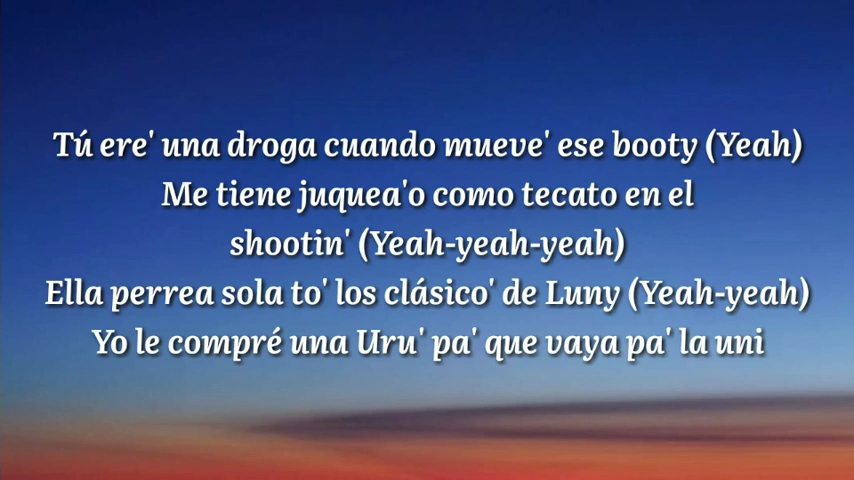 Tú ere' una droga cuando mueve' ese booty (Yeah)
Me tiene juquea'o como tecato en el
shootin' (Yeah-yeah-yeah)
Ella perrea sola to' los clásico' de Luny (Yeah-yeah)
Yo le compré una Uru' pa' que vaya pa' la uni